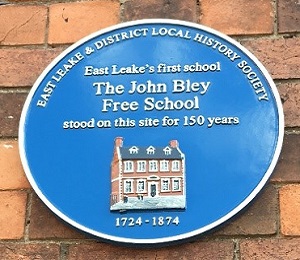 EAST LEAKE & DISTRICT LOCAL HISTORY SOCIETY
East Leake's first school
The John Bley
Free School
stood on this site for 150 years
1724 - 1874